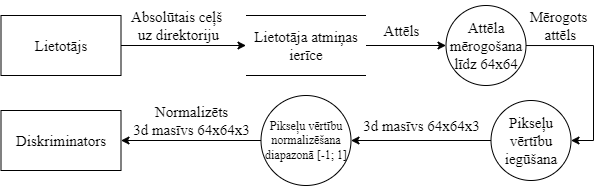 Lietotājs
Absolūtais ceļš
uz direktoriju
Lietotāja atmiņas
ierīce
Attēls
Attēla
mērogošana
līdz 64x64
Mērogots
attēls
Pikseļu
vērtību
iegūšana
3d masīvs 64x64x3
Pikseļu vērtību
normalizēšana
diapazonā [-1; 1]
Normalizēts
3d masīvs 64x64x3
Diskriminators